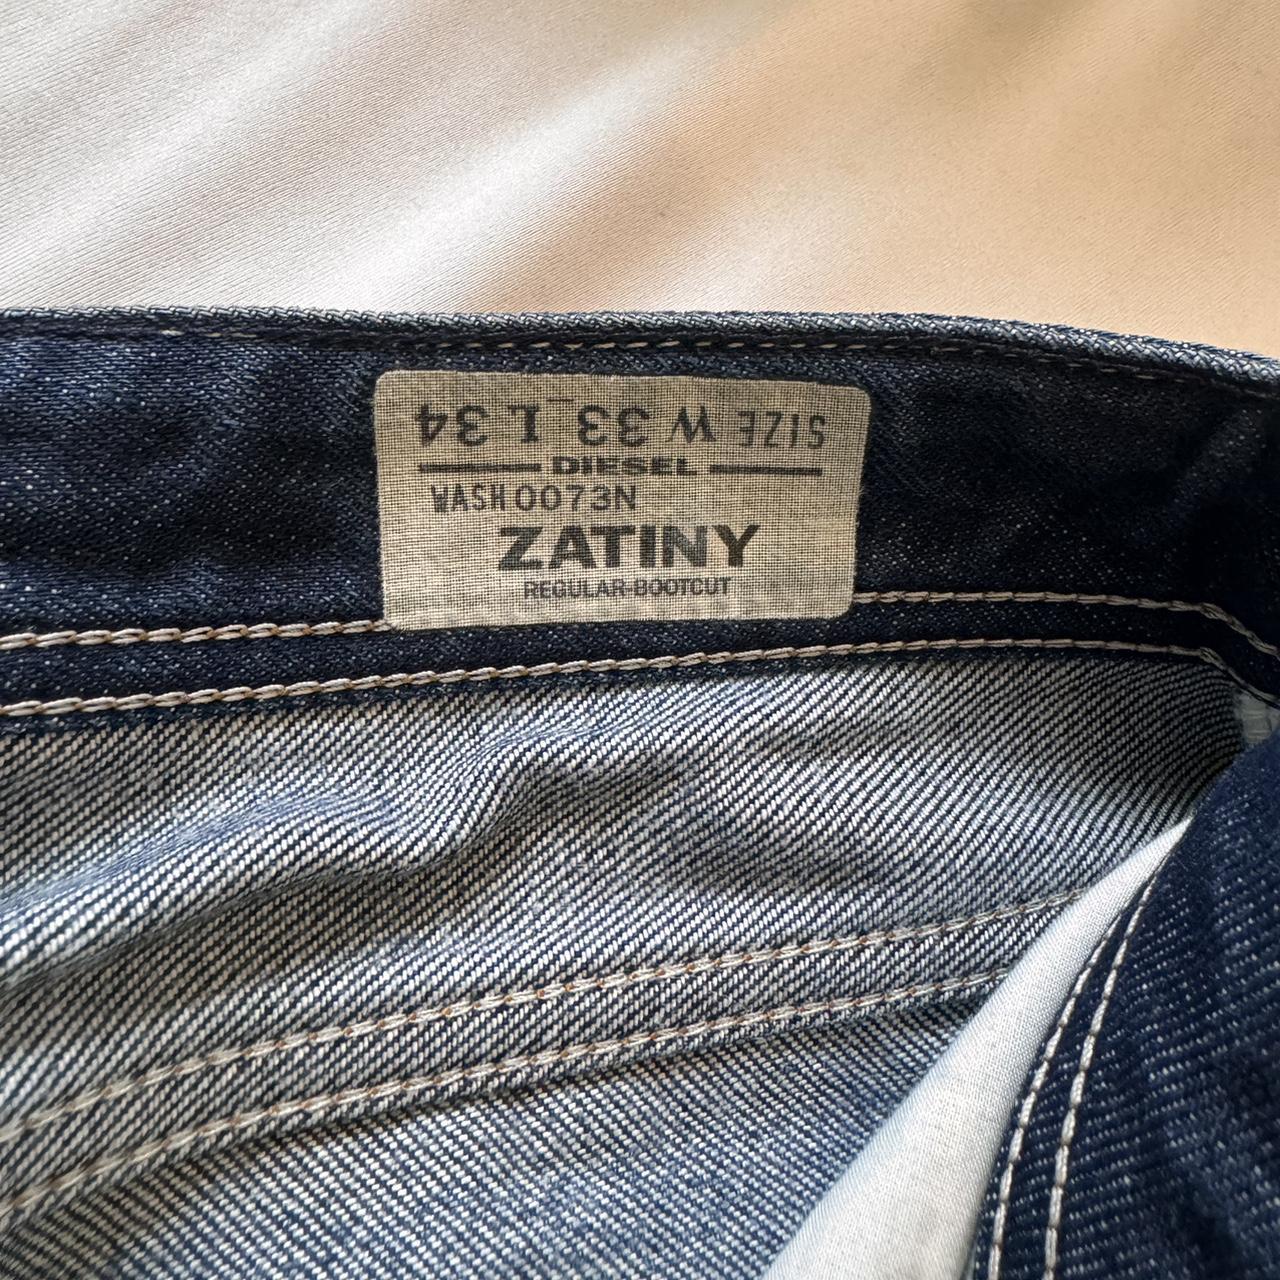 SIZE W 33 L 34
DIESEL
WASH 0073N
ZATINY
REGULAR-BOOTCUT